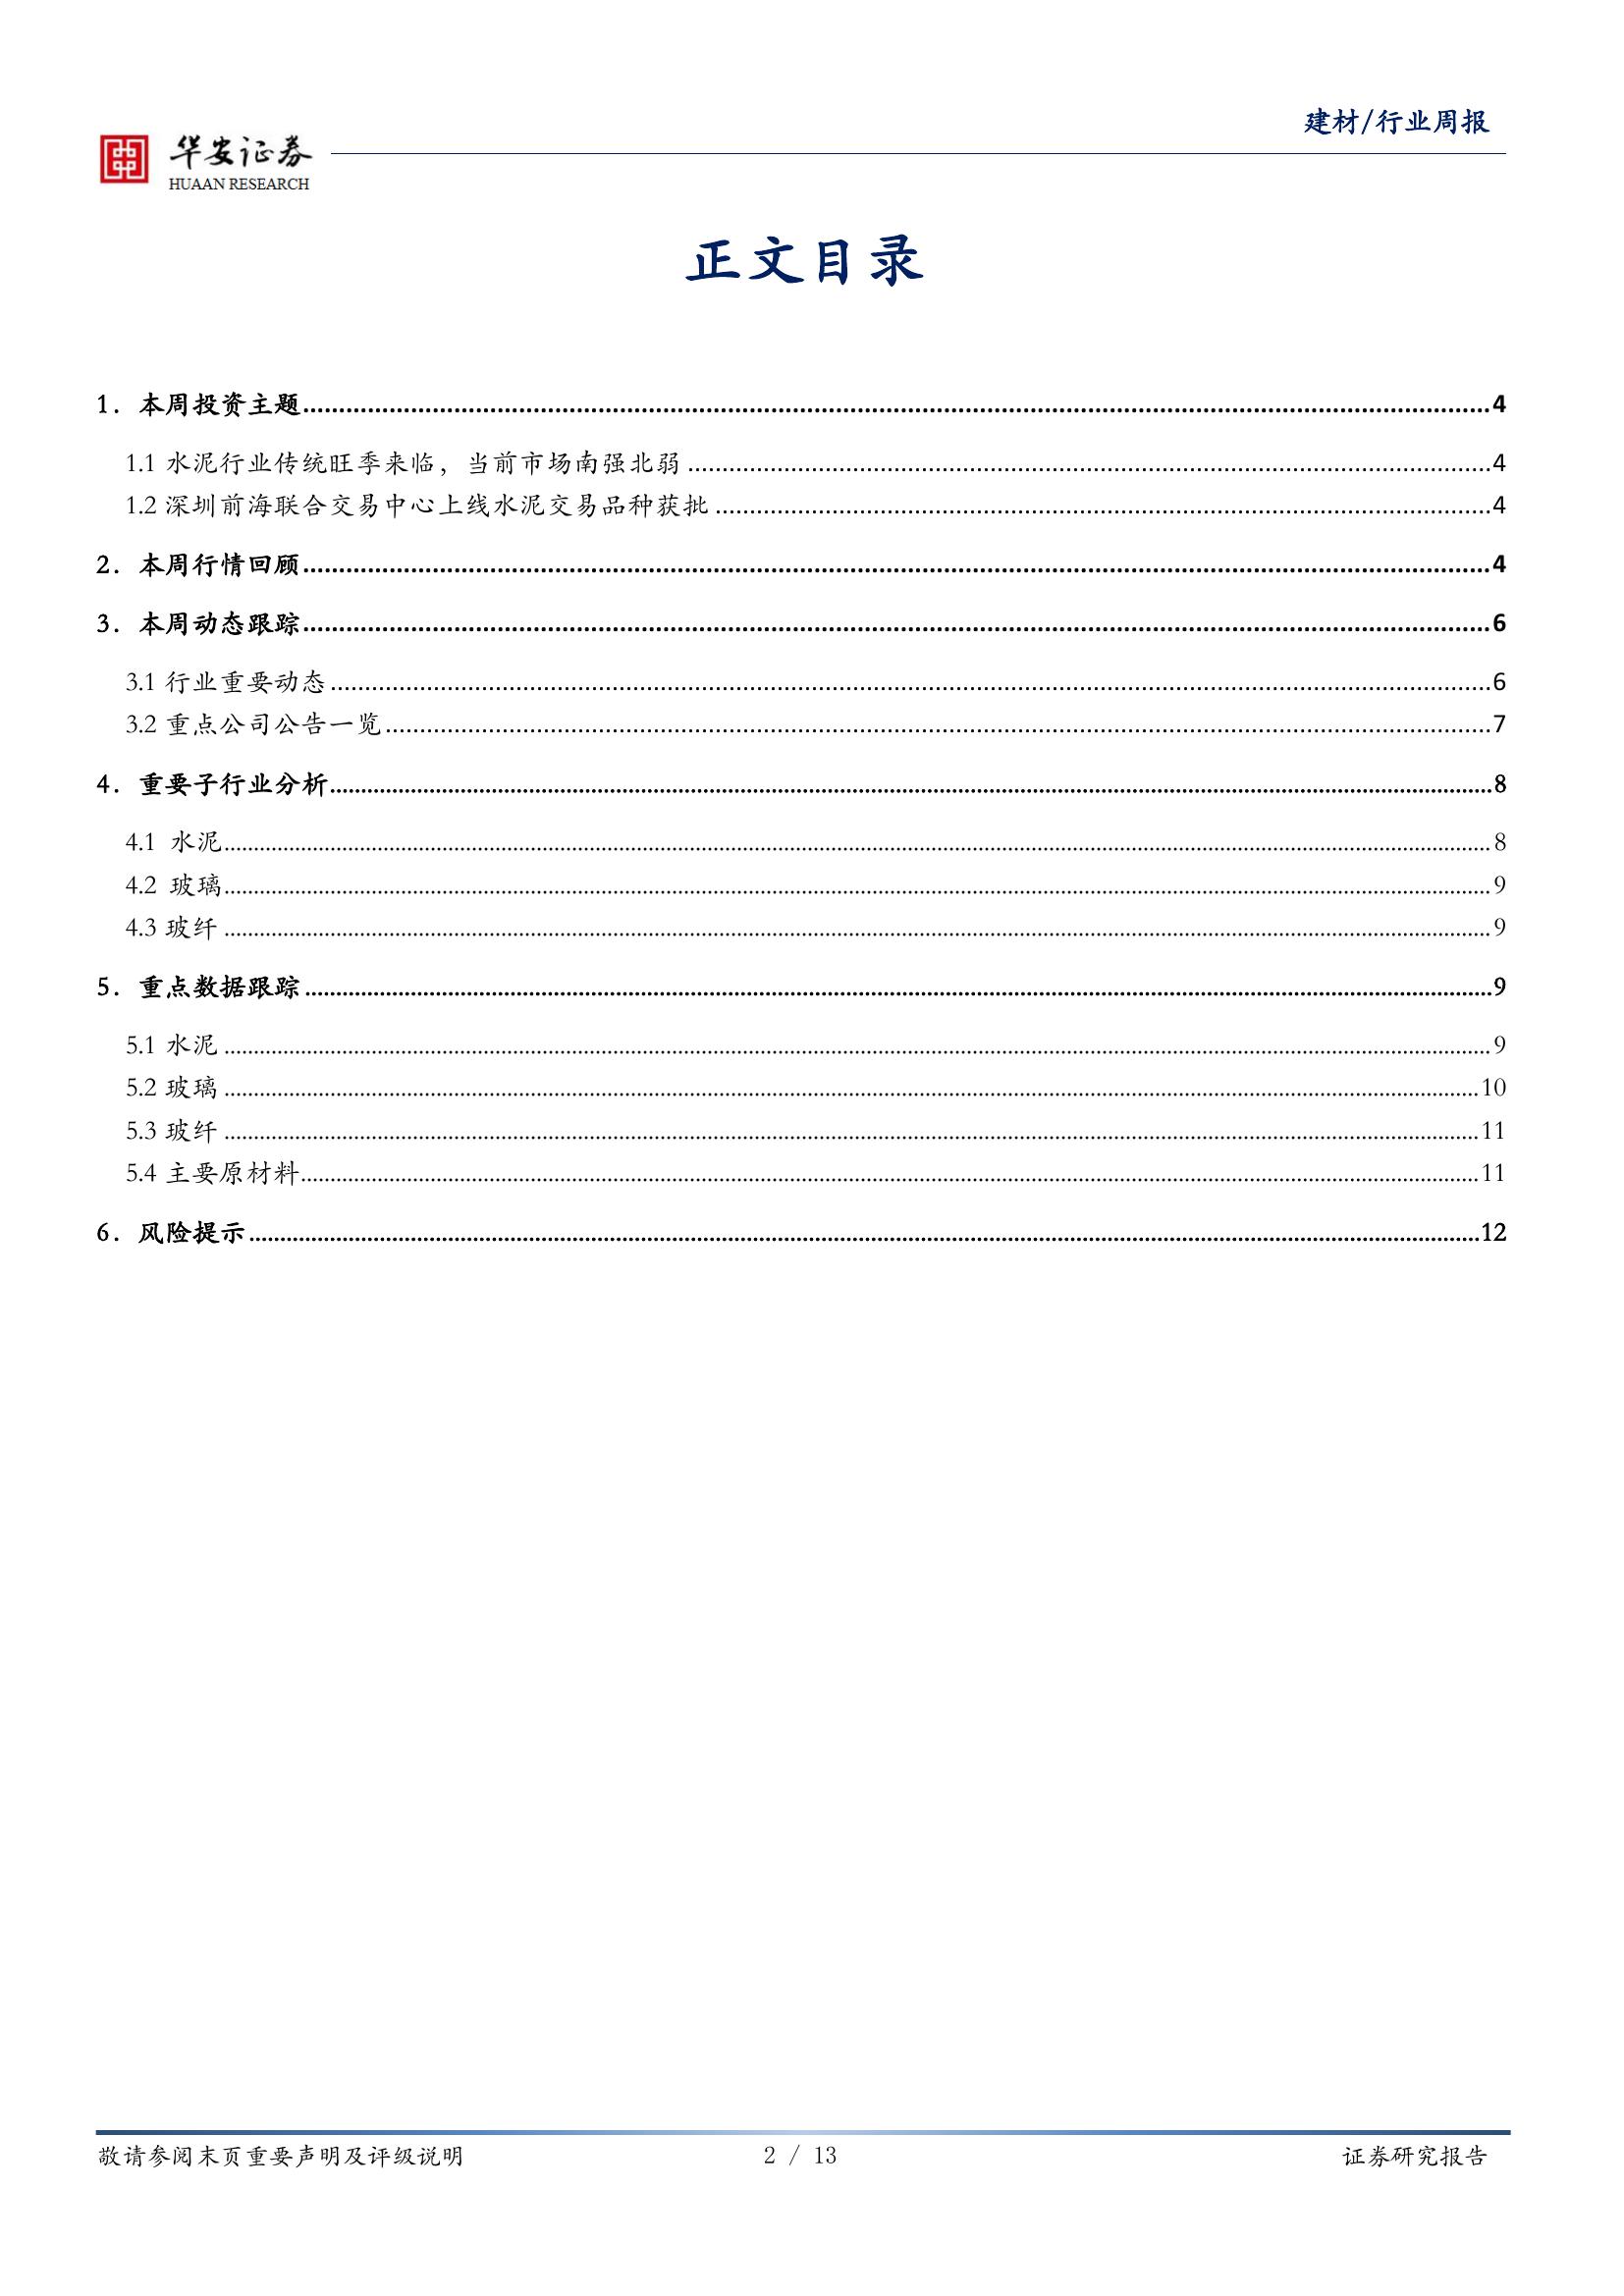 建材/行业周报
华安证券
HUAAN RESEARCH
正文目录
1. 本周投资主题........................4
1.1 水泥行业传统旺季来临，当前市场南强北弱........................4
1.2 深圳前海联合交易中心上线水泥交易品种获批........................4
2. 本周行情回顾........................4
3. 本周动态跟踪........................6
3.1 行业重要动态........................6
3.2 重点公司公告一览........................7
4. 重要子行业分析........................8
4.1 水泥........................8
4.2 玻璃........................9
4.3 玻纤........................9
5. 重点数据跟踪........................9
5.1 水泥........................9
5.2 玻璃........................10
5.3 玻纤........................11
5.4 主要原材料........................11
6. 风险提示........................12
敬请参阅末页重要声明及评级说明 2 / 13 证券研究报告